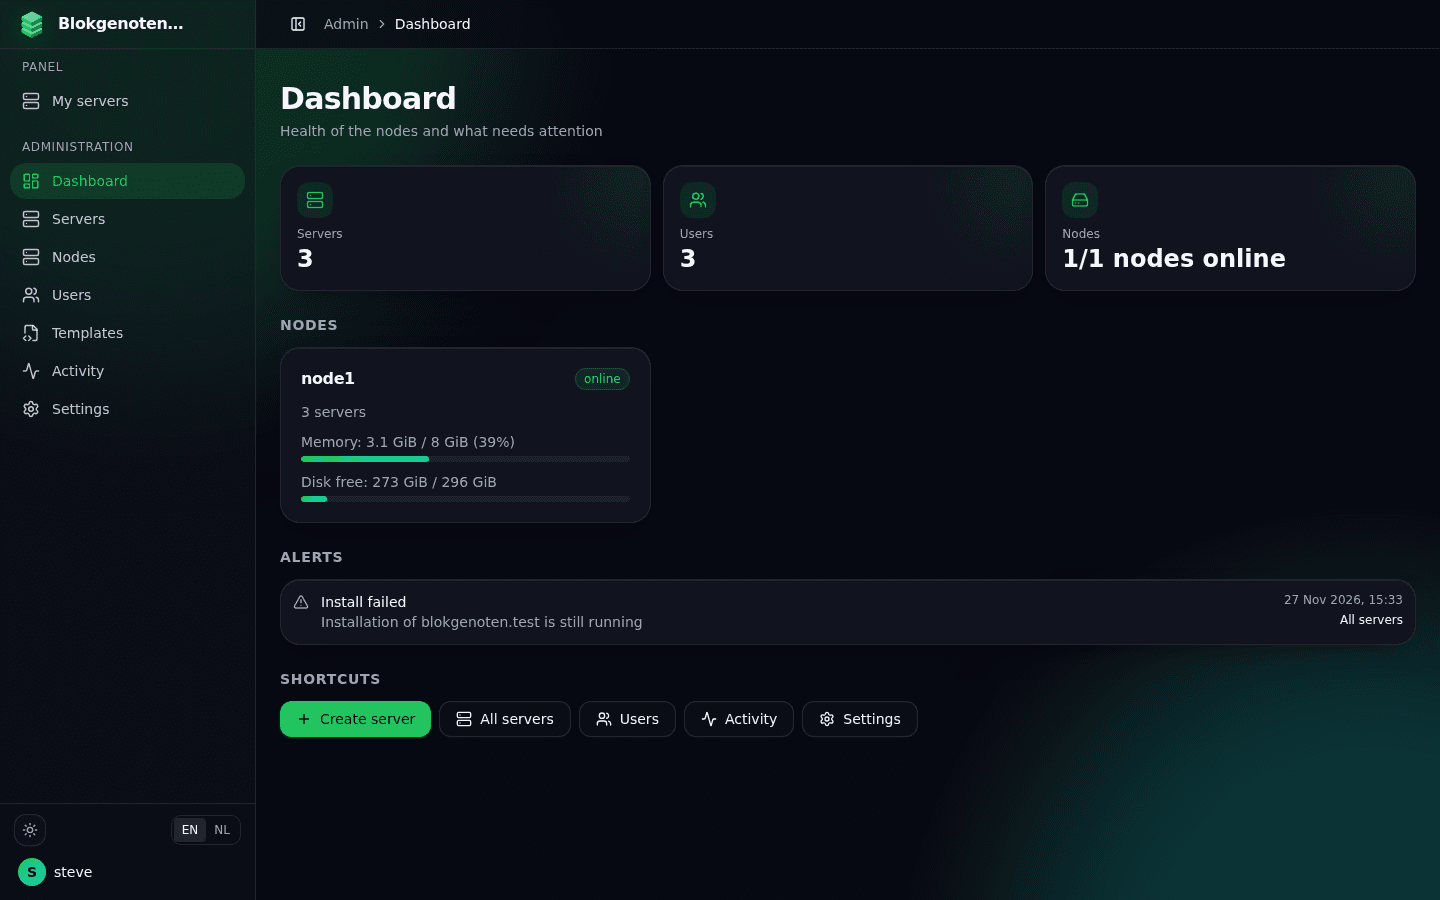 Blokgenoten...
Admin > Dashboard
PANEL
My servers
ADMINISTRATION
Dashboard
Servers
Nodes
Users
Templates
Activity
Settings
EN NL
S steve
Dashboard
Health of the nodes and what needs attention
Servers
3
Users
3
Nodes
1/1 nodes online
NODES
node1 online
3 servers
Memory: 3.1 GiB / 8 GiB (39%)
Disk free: 273 GiB / 296 GiB
ALERTS
Install failed 27 Nov 2026, 15:33
Installation of blokgenoten.test is still running All servers
SHORTCUTS
Create server All servers Users Activity Settings